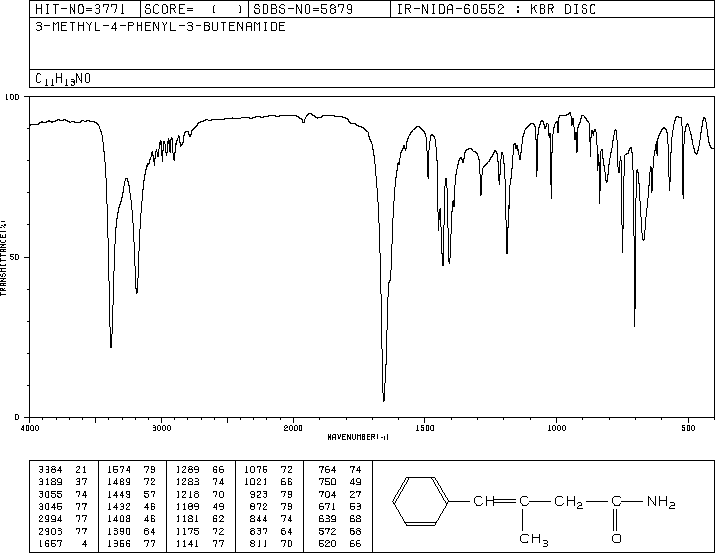 HIT-NO=3771 SCORE= ( ) SDBS-NO=5879 IR-NIDA-60552 : KBR DISC
3-METHYL-4-PHENYL-3-BUTENAMIDE
C11H13NO
100
50
0
TRANSMITTANCE(%)
4000 3000 2000 1500 1000 500
WAVENUMBER(-1)
3384 21 1574 79 1289 66 1076 72 764 74
3189 37 1489 72 1283 74 1021 66 750 49
3055 74 1449 57 1218 70 923 79 704 27
3045 77 1432 46 1189 49 872 79 671 53
2994 77 1408 46 1181 62 844 74 639 68
2903 77 1390 64 1175 72 837 64 572 68
1657 4 1366 77 1141 77 811 70 520 66
CH C CH2 C NH2
CH3 O